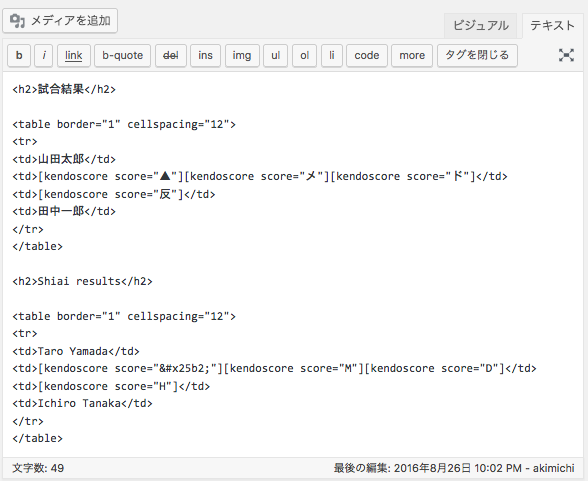 メディアを追加
ビジュアル テキスト
b i link b-quote del ins img ul ol li code more タグを閉じる
<h2>試合結果</h2>
<table border="1" cellspacing="12">
<tr>
<td>山田太郎</td>
<td>[kendoscore score="▲"][kendoscore score="メ"][kendoscore score="ド"]</td>
<td>[kendoscore score="反"]</td>
<td>田中一郎</td>
</tr>
</table>
<h2>Shiai results</h2>
<table border="1" cellspacing="12">
<tr>
<td>Taro Yamada</td>
<td>[kendoscore score="&#x25b2;"][kendoscore score="M"][kendoscore score="D"]</td>
<td>[kendoscore score="H"]</td>
<td>Ichiro Tanaka</td>
</tr>
</table>
文字数: 49 最後の編集: 2016年8月26日 10:02 PM - akimichi